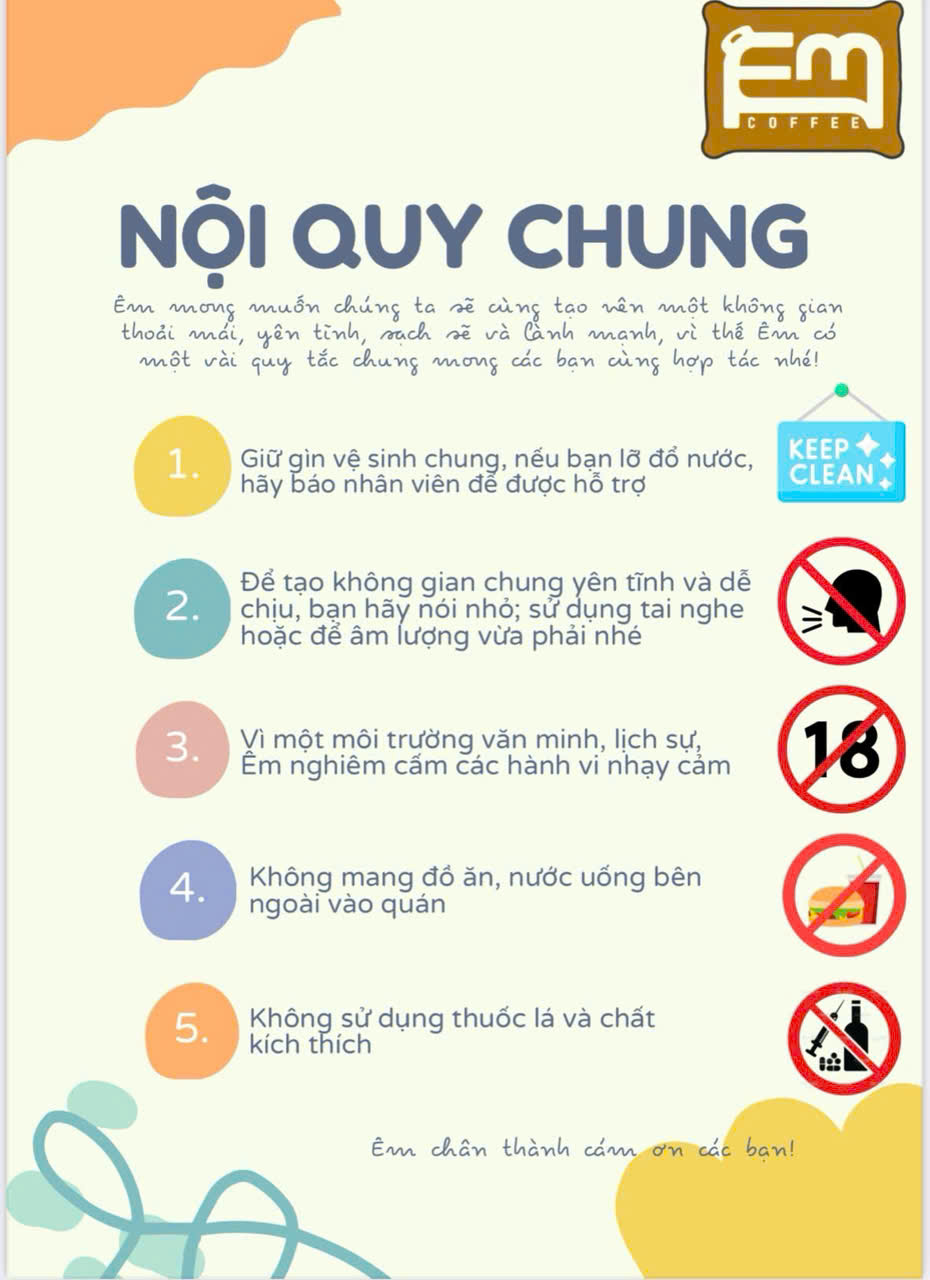 Êm
COFFEE
NỘI QUY CHUNG
Êm mong muốn chúng ta sẽ cùng tạo nên một không gian
thoải mái, yên tĩnh, sạch sẽ và lành mạnh, vì thế Êm có
một vài quy tắc chung mong các bạn cùng hợp tác nhé!
1. Giữ gìn vệ sinh chung, nếu bạn lỡ đổ nước,
hãy báo nhân viên để được hỗ trợ
KEEP
CLEAN
2. Để tạo không gian chung yên tĩnh và dễ
chịu, bạn hãy nói nhỏ; sử dụng tai nghe
hoặc để âm lượng vừa phải nhé
3. Vì một môi trường văn minh, lịch sự,
Êm nghiêm cấm các hành vi nhạy cảm
18
4. Không mang đồ ăn, nước uống bên
ngoài vào quán
5. Không sử dụng thuốc lá và chất
kích thích
Êm chân thành cám ơn các bạn!